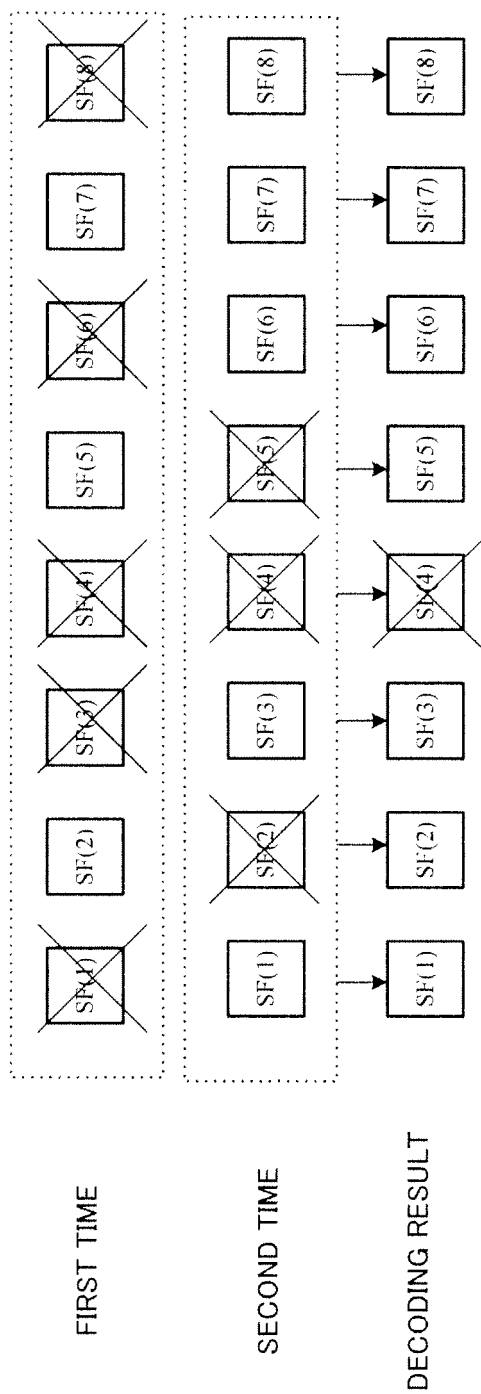 FIRST TIME
SF(1) SF(2) SF(3) SF(4) SF(5) SF(6) SF(7) SF(8)
SECOND TIME
SF(1) SF(2) SF(3) SF(4) SF(5) SF(6) SF(7) SF(8)
DECODING RESULT
SF(1) SF(2) SF(3) SF(4) SF(5) SF(6) SF(7) SF(8)